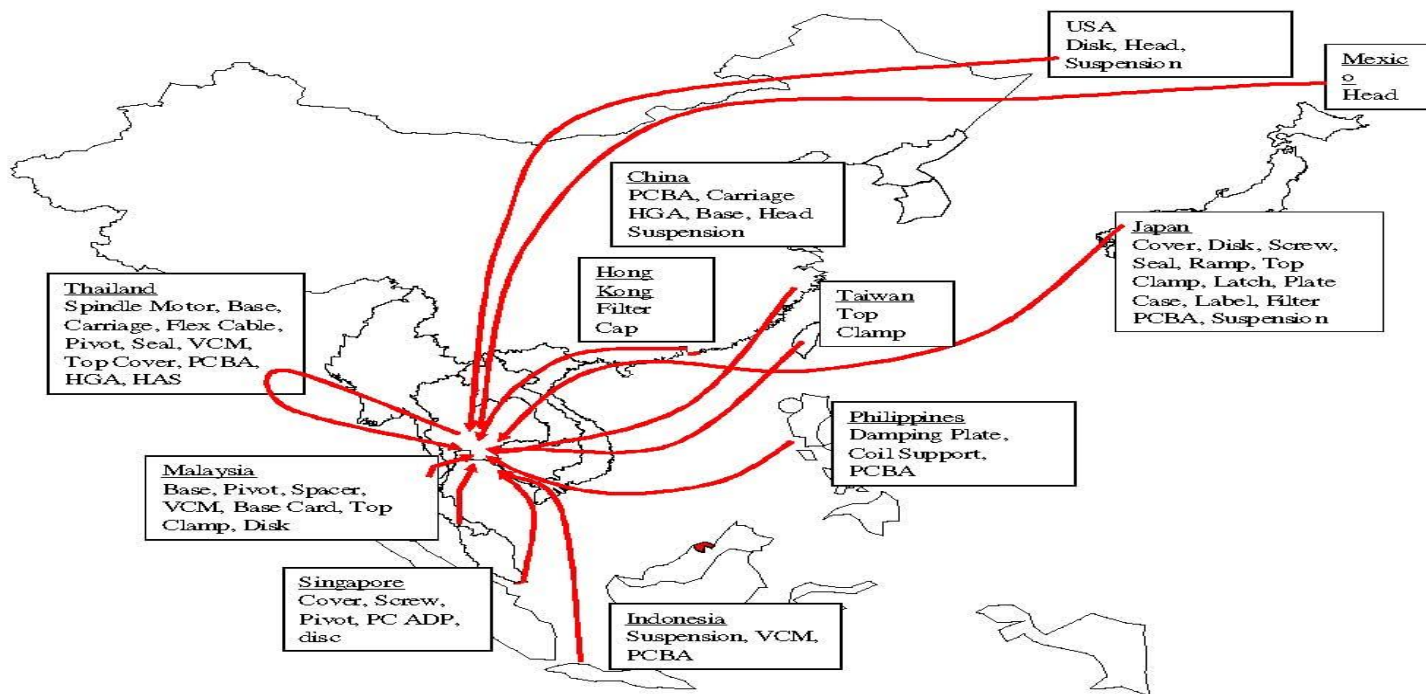 USA
Disk, Head,
Suspension
Mexic
o
Head
China
PCBA, Carriage
HGA, Base, Head
Suspension
Japan
Cover, Disk, Screw,
Seal, Ramp, Top
Clamp, Latch, Plate
Case, Label, Filter
PCBA, Suspension
Hong
Kong
Filter
Cap
Taiwan
Top
Clamp
Thailand
Spindle Motor, Base,
Carriage, Flex Cable,
Pivot, Seal, VCM,
Top Cover, PCBA,
HGA, HAS
Philippines
Damping Plate,
Coil Support,
PCBA
Malaysia
Base, Pivot, Spacer,
VCM, Base Card, Top
Clamp, Disk
Singapore
Cover, Screw,
Pivot, PC ADP,
disc
Indonesia
Suspension, VCM,
PCBA